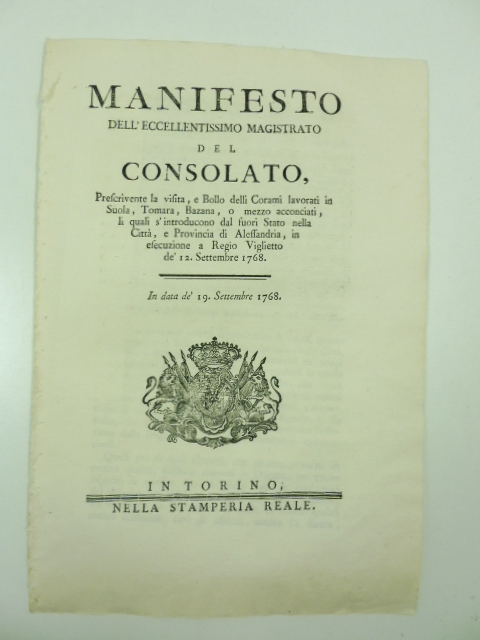 MANIFESTO
DELL' ECCELLENTISSIMO MAGISTRATO
DEL
CONSOLATO,
Preſcrivente la viſita, e Bollo delli Corami lavorati in
Suola, Tomara, Bazana, o mezzo acconciati,
li quali s'introducono dal fuori Stato nella
Città, e Provincia di Aleſſandria, in
eſecuzione a Regio Viglietto
de' 12. Settembre 1768.
In data de' 19. Settembre 1768.
IN TORINO,
NELLA STAMPERIA REALE.